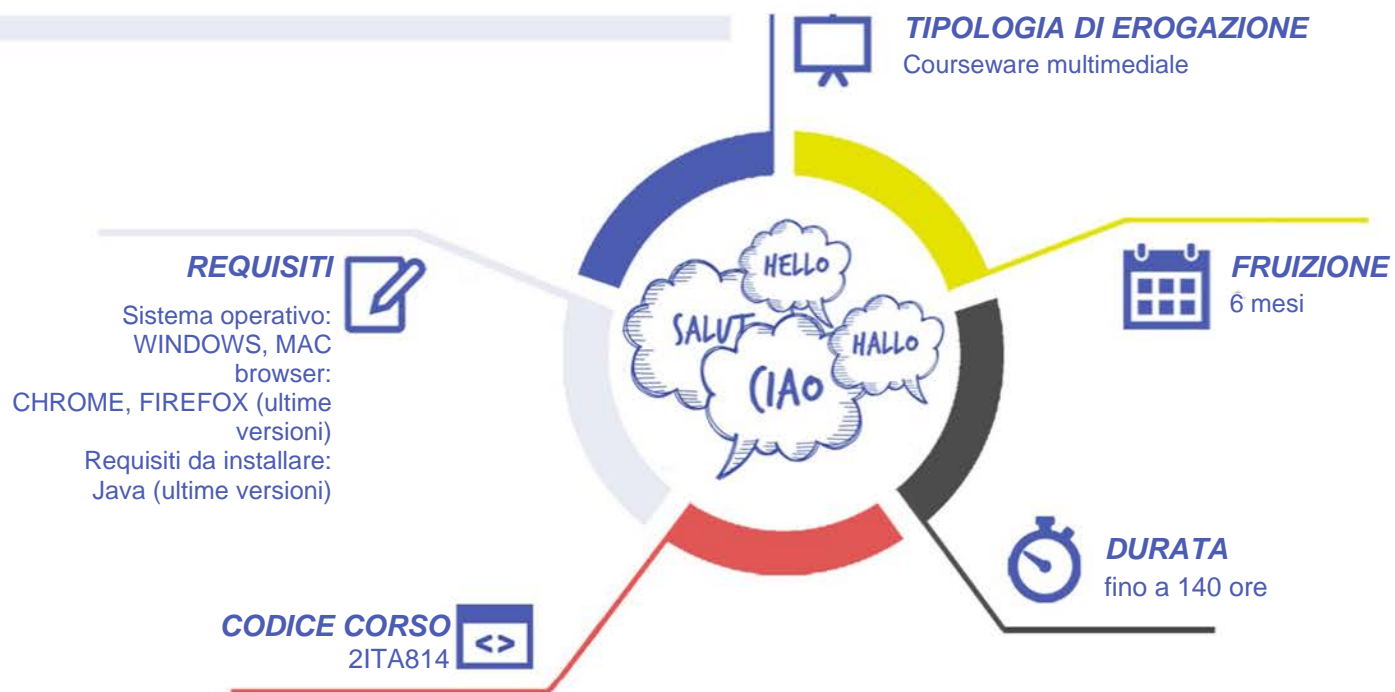 TIPOLOGIA DI EROGAZIONE
Courseware multimediale
REQUISITI
Sistema operativo:
WINDOWS, MAC
browser:
CHROME, FIREFOX (ultime
versioni)
Requisiti da installare:
Java (ultime versioni)
HELLO
SALUT
HALLO
CIAO
FRUIZIONE
6 mesi
DURATA
fino a 140 ore
CODICE CORSO
2ITA814
<>